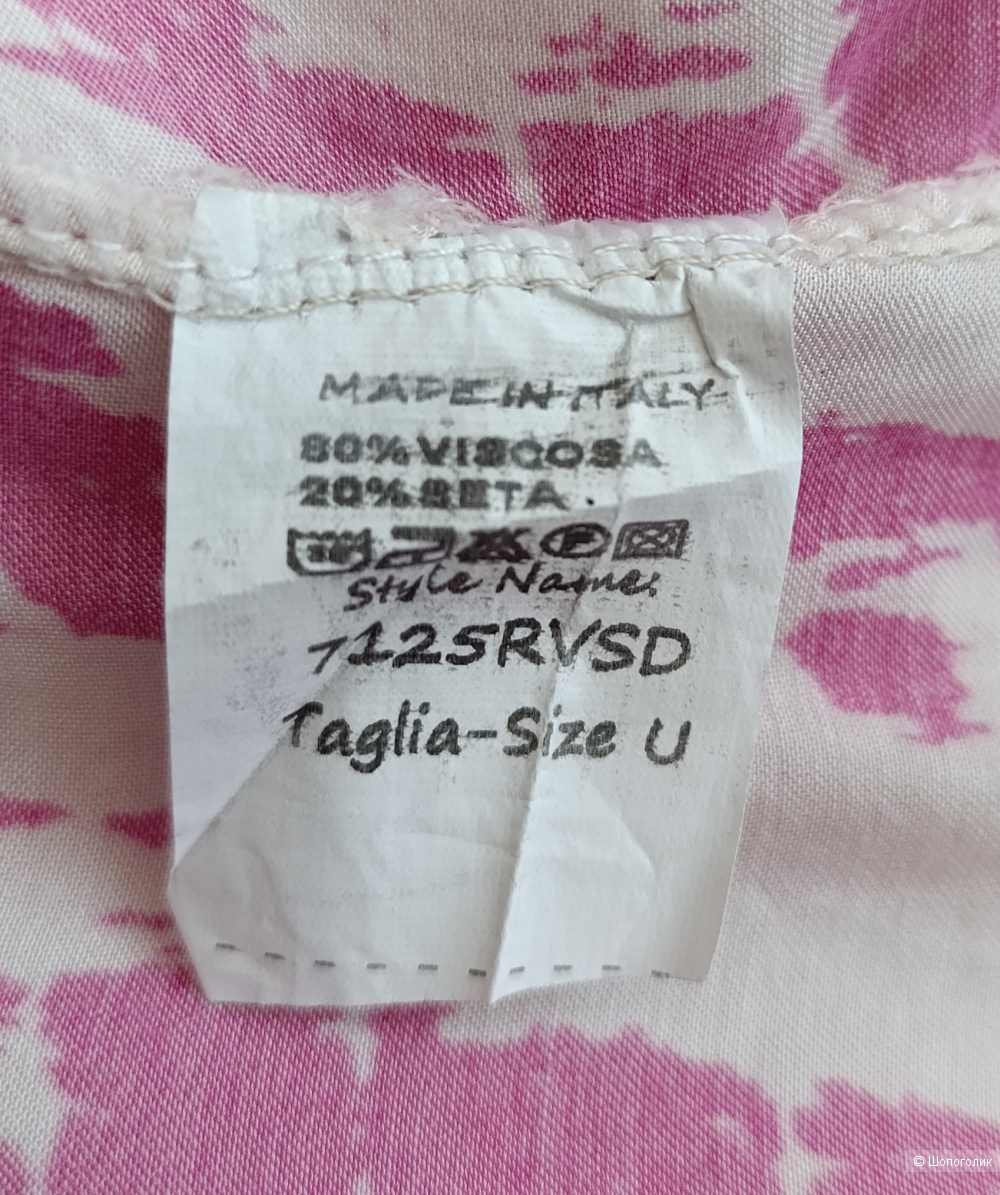 MADE IN ITALY
80%VISCOSA
20%SETA
Style Name:
7125RVSD
Taglia-Size U
© Шопоголик